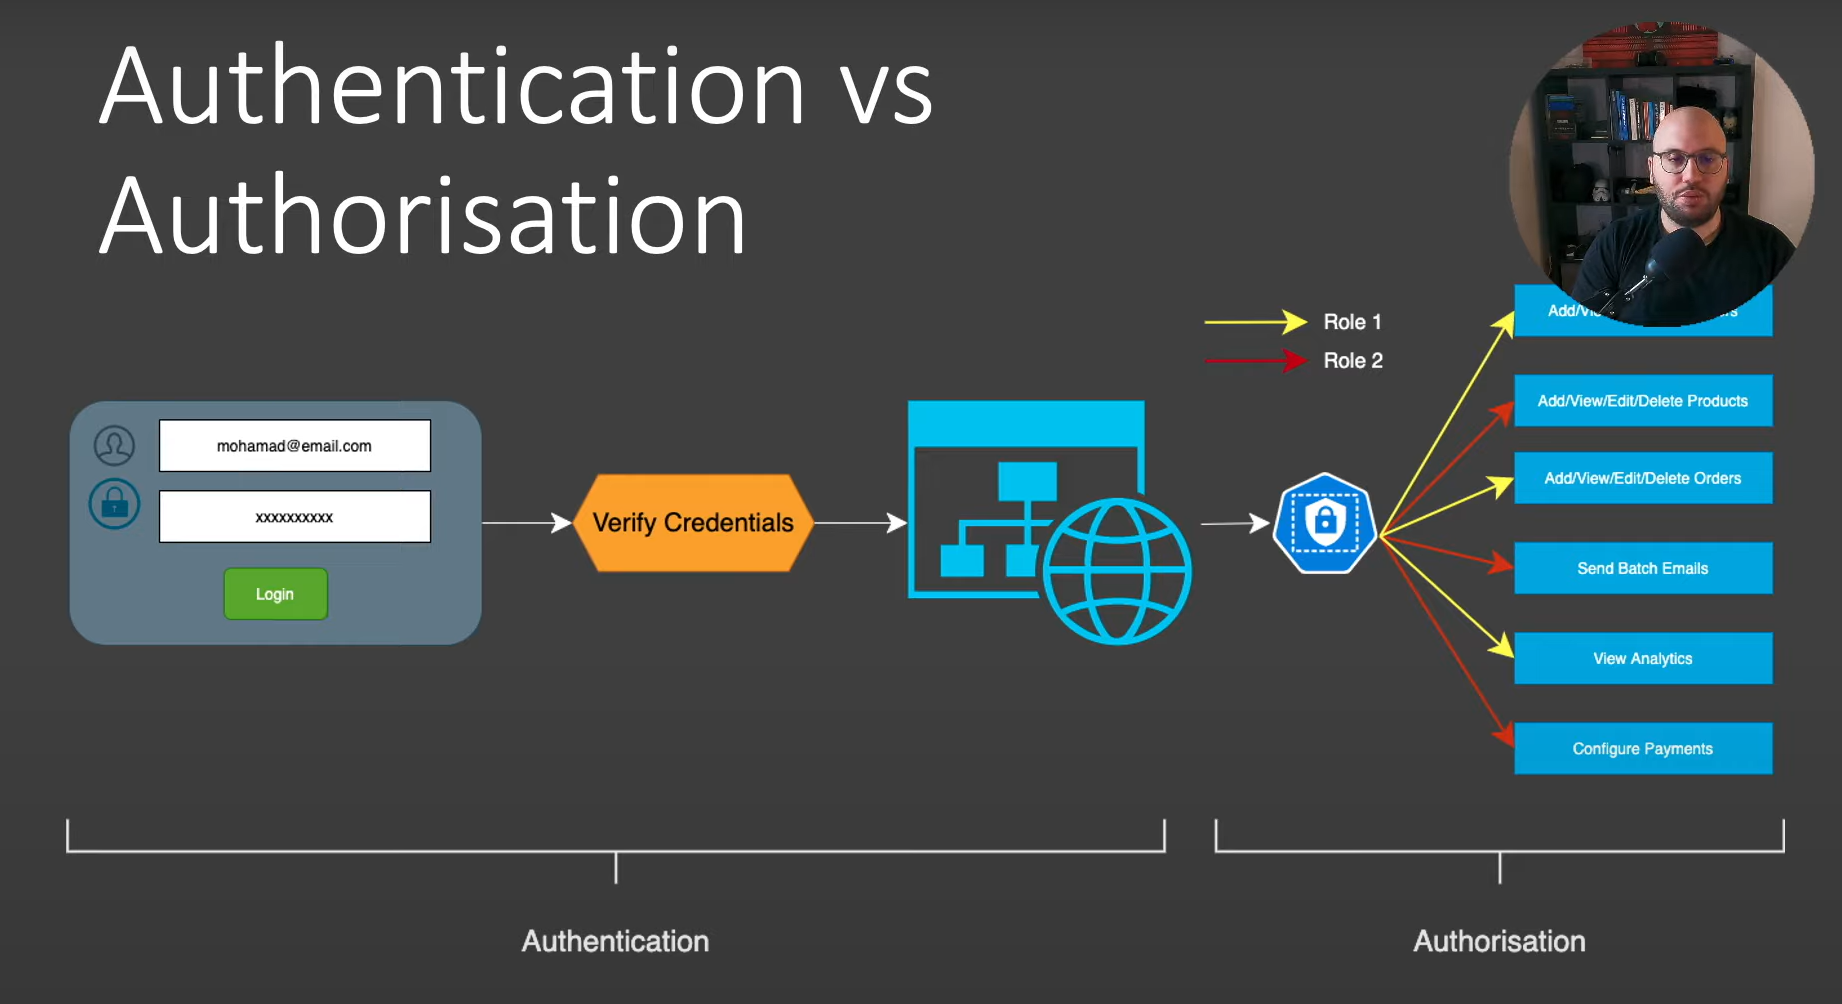 Authentication vs
Authorisation
Role 1
Role 2
mohamad@email.com
xxxxxxxxxx
Login
Verify Credentials
Add/View/Edit/Delete Products
Add/View/Edit/Delete Orders
Send Batch Emails
View Analytics
Configure Payments
Authentication
Authorisation